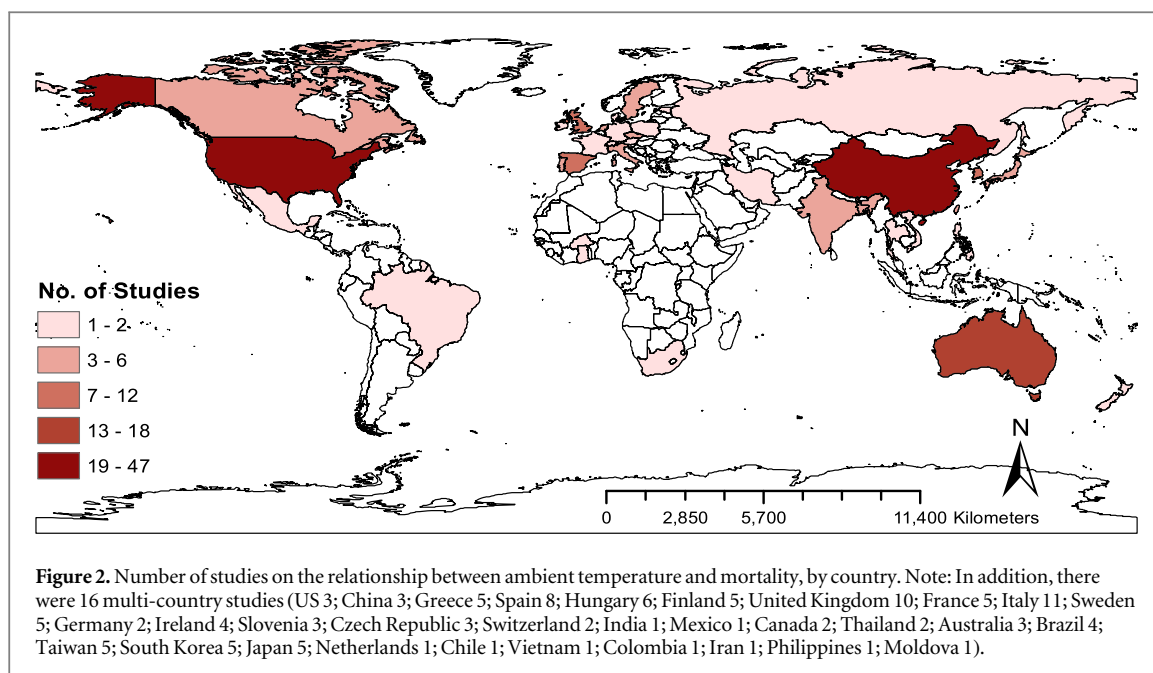 No. of Studies
1 - 2
3 - 6
7 - 12
13 - 18
19 - 47
N
0 2,850 5,700 11,400 Kilometers
Figure 2. Number of studies on the relationship between ambient temperature and mortality, by country. Note: In addition, there
were 16 multi-country studies (US 3; China 3; Greece 5; Spain 8; Hungary 6; Finland 5; United Kingdom 10; France 5; Italy 11; Sweden
5; Germany 2; Ireland 4; Slovenia 3; Czech Republic 3; Switzerland 2; India 1; Mexico 1; Canada 2; Thailand 2; Australia 3; Brazil 4;
Taiwan 5; South Korea 5; Japan 5; Netherlands 1; Chile 1; Vietnam 1; Colombia 1; Iran 1; Philippines 1; Moldova 1).